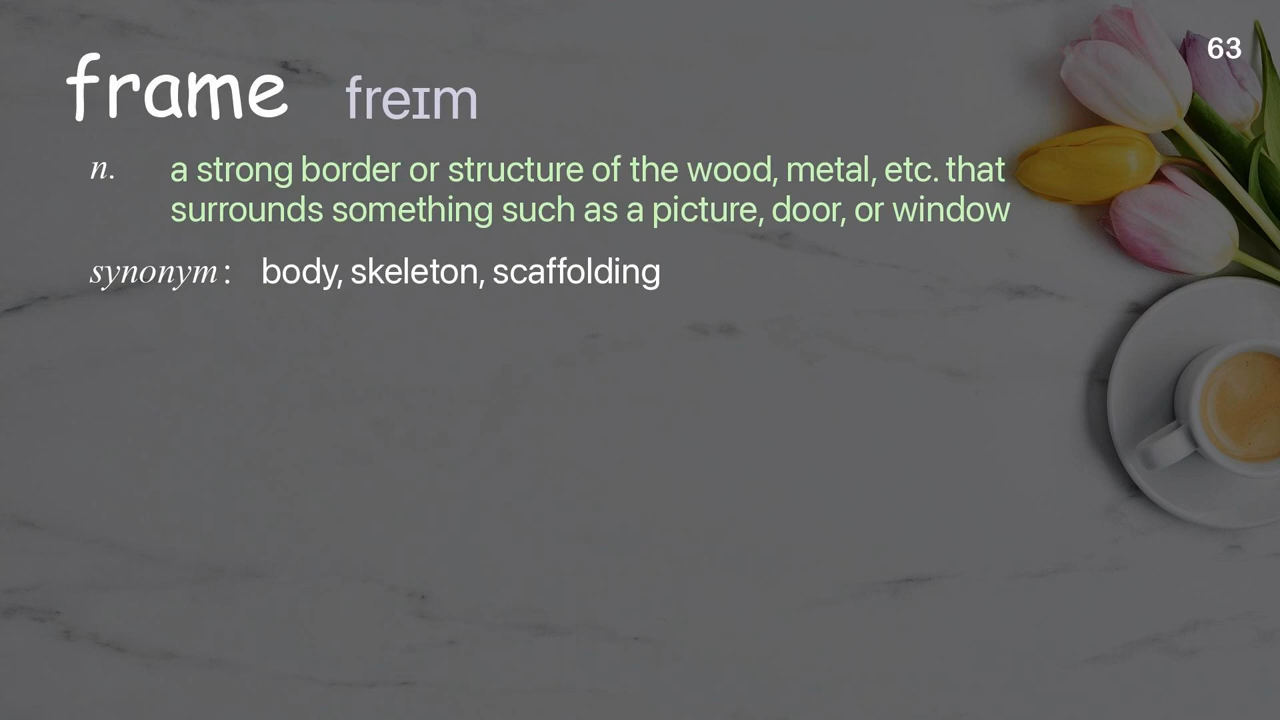 63
frame freɪm
n. a strong border or structure of the wood, metal, etc. that
surrounds something such as a picture, door, or window
synonym: body, skeleton, scaffolding